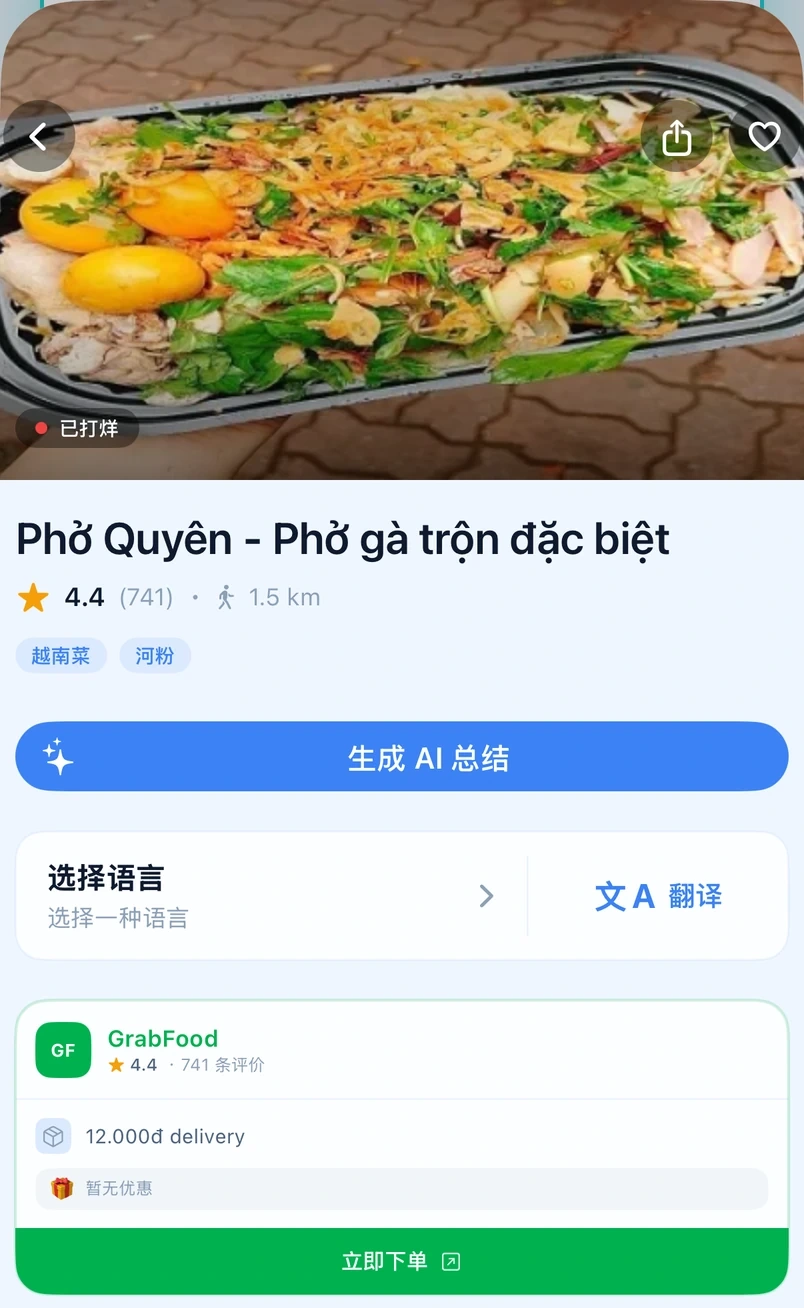 已打烊
Phở Quyên - Phở gà trộn đặc biệt
4.4 (741) • 1.5 km
越南菜 河粉
生成 AI 总结
选择语言
选择一种语言
文A 翻译
GF
GrabFood
4.4 · 741 条评价
12.000đ delivery
暂无优惠
立即下单